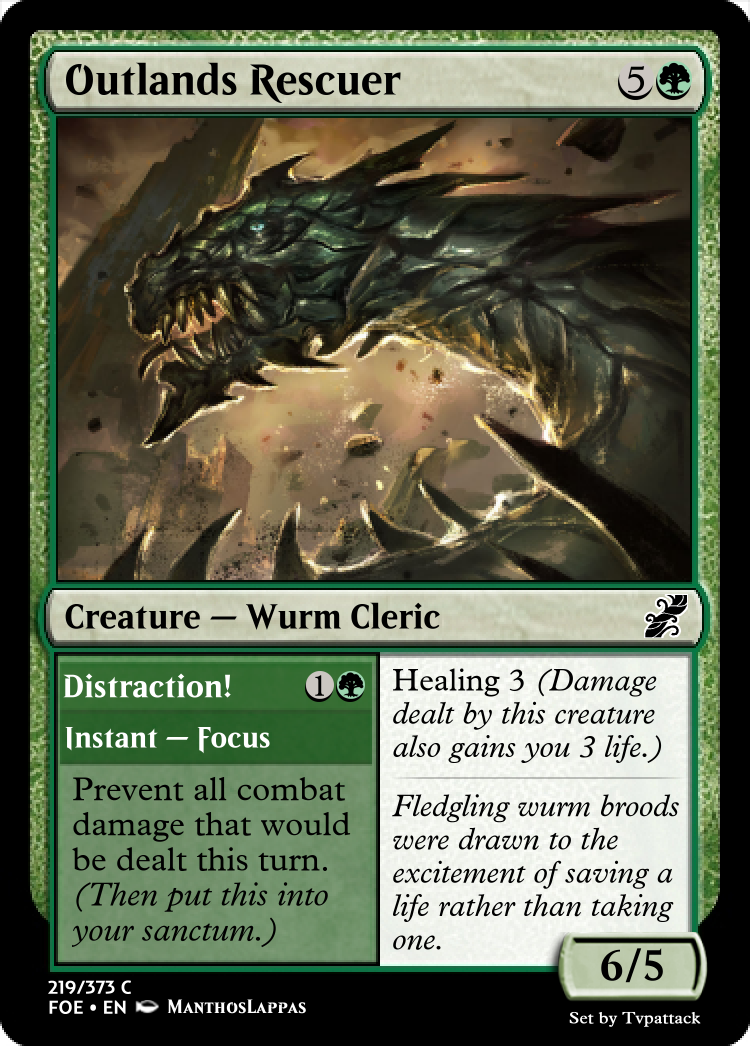 Outlands Rescuer 5
Creature — Wurm Cleric
Distraction! 1
Instant — Focus
Prevent all combat
damage that would
be dealt this turn.
(Then put this into
your sanctum.)
Healing 3 (Damage
dealt by this creature
also gains you 3 life.)
Fledgling wurm broods
were drawn to the
excitement of saving a
life rather than taking
one.
6/5
219/373 C
FOE • EN ManthosLappas
Set by Tvpattack